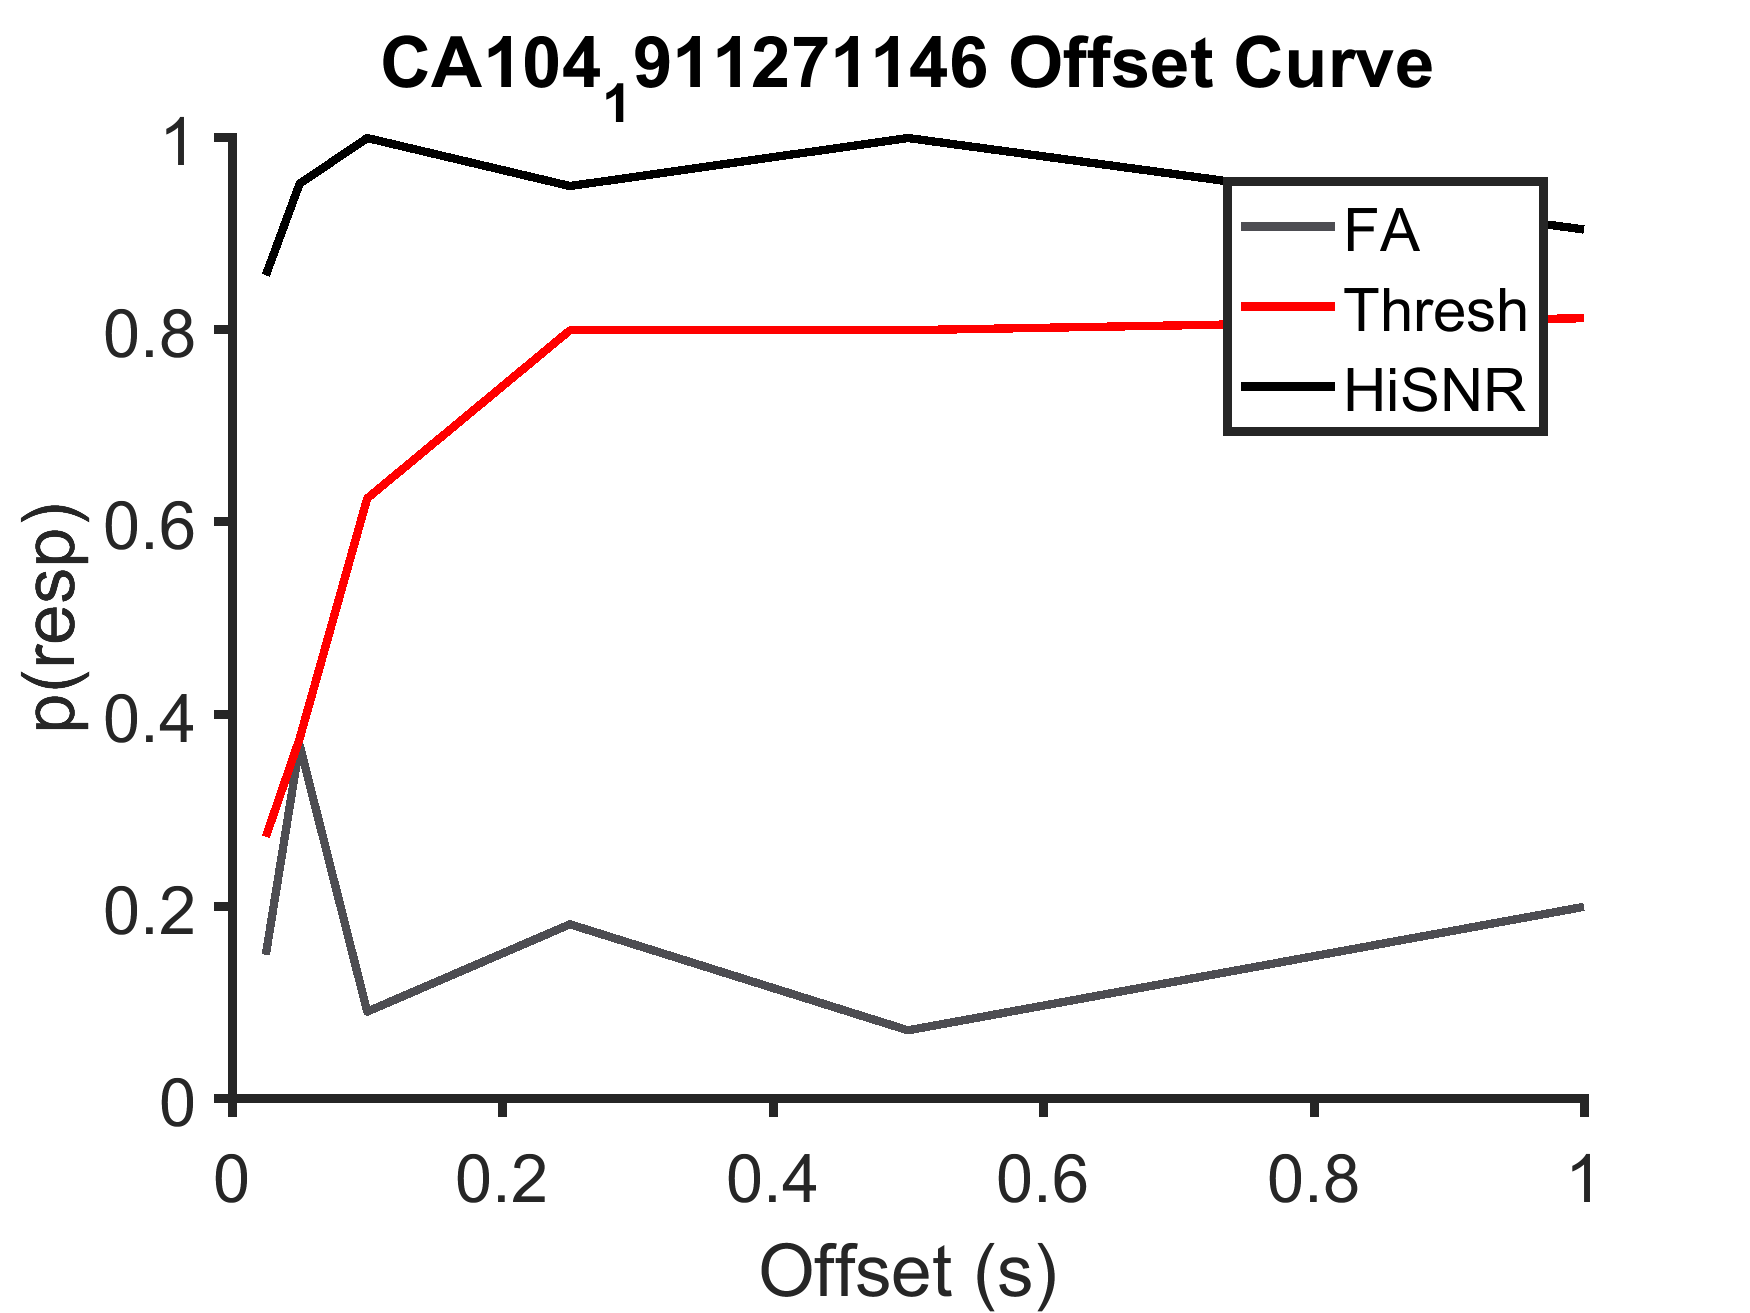 CA104₁911271146 Offset Curve
1
0.8
0.6
0.4
0.2
0
p(resp)
FA
Thresh
HiSNR
0 0.2 0.4 0.6 0.8 1
Offset (s)